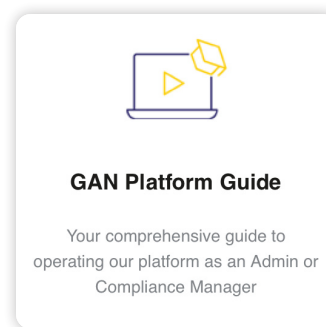 GAN Platform Guide
Your comprehensive guide to
operating our platform as an Admin or
Compliance Manager